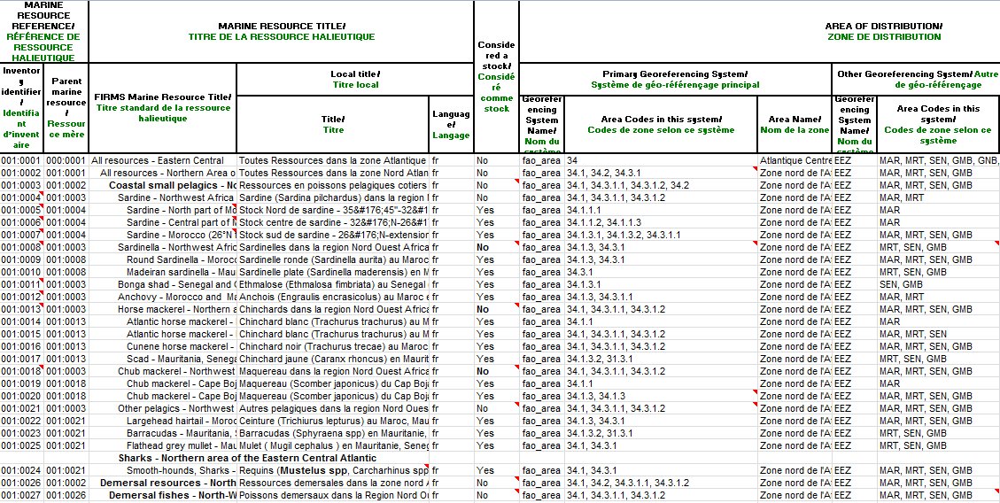 MARINE RESOURCE REFERENCE/ RÉFÉRENCE DE RESSOURCE HALIEUTIQUE
MARINE RESOURCE TITLE/
TITRE DE LA RESSOURCE HALIEUTIQUE
Considered a stock/ Considéré comme stock
AREA OF DISTRIBUTION/
ZONE DE DISTRIBUTION
Inventory identifier/ Identifiant d'inventaire
Parent marine resource/ Ressource mère
FIRMS Marine Resource Title/
Titre standard de la ressource halieutique
Local title/
Titre local
Title/
Titre
Language/
Langage
Primary Georeferencing System/
Système de géo-référençage principal
Georeferencing System Name/ Nom du système
Area Codes in this system/
Codes de zone selon ce système
Area Name/
Nom de la zone
Other Georeferencing System/ Autre de géo-référençage
Georeferencing System Name/ Nom du système
Area Codes in this system/
Codes de zone selon ce système
001:0001 000:0001 All resources - Eastern Central Toutes Ressources dans la zone Atlantique fr No fao_area 34 Atlantique Centre EEZ MAR, MRT, SEN, GMB, GNB,
001:0002 001:0001 All resources - Northern Area o Toutes Ressources dans la zone Nord Atlan fr No fao_area 34.1, 34.2, 34.3.1 Zone nord de l'A EEZ MAR, MRT, SEN, GMB
001:0003 001:0002 Coastal small pelagics - No Ressources en poissons pelagiques cotiers fr No fao_area 34.1, 34.3.1.1, 34.3.1.2, 34.2 Zone nord de l'A EEZ MAR, MRT, SEN, GMB
001:0004 001:0003 Sardine - Northwest Africa Sardine (Sardina pilchardus) dans la region fr No fao_area 34.1, 34.3.1.1, 34.3.1.2 Zone nord de l'A EEZ MAR, MRT
001:0005 001:0004 Sardine - North part of Mo Stock Nord de sardine - 35&#176;45"-32&#1 fr Yes fao_area 34.1.1.1 Zone nord de l'A EEZ MAR
001:0006 001:0004 Sardine - Central part of M Stock centre de sardine - 32&#176;N-26&#1 fr Yes fao_area 34.1.1.2, 34.1.1.3 Zone nord de l'A EEZ MAR
001:0007 001:0004 Sardine - Morocco (26°N Stock sud de sardine - 26&#176;N-extension fr Yes fao_area 34.1.3.1, 34.1.3.2, 34.3.1.1 Zone nord de l'A EEZ MAR, MRT, SEN, GMB
001:0008 001:0003 Sardinella - Northwest Afric Sardinelles dans la region Nord Ouest Africa fr No fao_area 34.1.3, 34.3.1 Zone nord de l'A EEZ MRT, SEN, GMB
001:0009 001:0008 Round Sardinella - Moroc Sardinelle ronde (Sardinella aurita) au Maroc fr Yes fao_area 34.1.3, 34.3.1 Zone nord de l'A EEZ MAR, MRT, SEN, GMB
001:0010 001:0008 Madeiran sardinella - Mau Sardinelle plate (Sardinella maderensis) en M fr Yes fao_area 34.3.1 Zone nord de l'A EEZ MRT, SEN, GMB
001:0011 001:0003 Bonga shad - Senegal and Ethmalose (Ethmalosa fimbriata) au Senegal fr Yes fao_area 34.1.3.1 Zone nord de l'A EEZ SEN, GMB
001:0012 001:0003 Anchovy - Morocco and Ma Anchois (Engraulis encrasicolus) au Maroc e fr Yes fao_area 34.1.3, 34.3.1.1 Zone nord de l'A EEZ MAR, MRT
001:0013 001:0003 Horse mackerel - Northern a Chinchards dans la region Nord Ouest Africa fr No fao_area 34.1, 34.3.1.1, 34.3.1.2 Zone nord de l'A EEZ MAR, MRT, SEN, GMB
001:0014 001:0013 Atlantic horse mackerel - Chinchard blanc (Trachurus trachurus) au M fr Yes fao_area 34.1.1 Zone nord de l'A EEZ MAR
001:0015 001:0013 Atlantic horse mackerel - Chinchard blanc (Trachurus trachurus) au M fr Yes fao_area 34.1, 34.3.1.1, 34.3.1.2 Zone nord de l'A EEZ MAR, MRT, SEN
001:0016 001:0013 Cunene horse mackerel - Chinchard noir (Trachurus trecae) au Maroc, fr Yes fao_area 34.1, 34.3.1.1, 34.3.1.2 Zone nord de l'A EEZ MAR, MRT, SEN, GMB
001:0017 001:0013 Scad - Mauritania, Senega Chinchard jaune (Caranx rhoncus) en Maurit fr Yes fao_area 34.1.3.2, 31.3.1 Zone nord de l'A EEZ MRT, SEN, GMB
001:0018 001:0003 Chub mackerel - Northwest Maquereau dans la region Nord Ouest Africa fr No fao_area 34.1, 34.3.1.1, 34.3.1.2 Zone nord de l'A EEZ MAR, MRT, SEN, GMB
001:0019 001:0018 Chub mackerel - Cape Boj Maquereau (Scomber japonicus) du Cap Boja fr Yes fao_area 34.1.1 Zone nord de l'A EEZ MAR
001:0020 001:0018 Chub mackerel - Cape Boj Maquereau (Scomber japonicus) du Cap Boja fr Yes fao_area 34.1.3, 34.1.3 Zone nord de l'A EEZ MAR, MRT, SEN, GMB
001:0021 001:0003 Other pelagics - Northwest Autres pelagiques dans la region Nord Oues fr No fao_area 34.1, 34.3.1.1, 34.3.1.2 Zone nord de l'A EEZ MAR, MRT, SEN, GMB
001:0022 001:0021 Largehead hairtail - Moroc Ceinture (Trichiurus lepturus) au Maroc, Mau fr Yes fao_area 34.1.3, 34.3.1 Zone nord de l'A EEZ MAR, MRT, SEN, GMB
001:0023 001:0021 Barracudas - Mauritania, Barracudas (Sphyraena spp) en Mauritanie, fr Yes fao_area 34.1.3.2, 31.3.1 Zone nord de l'A EEZ MRT, SEN, GMB
001:0025 001:0021 Flathead grey mullet - Mau Mulet ( Mugil cephalus ) en Mauritanie, Seneg fr Yes fao_area 34.1, 34.3.1 Zone nord de l'A EEZ MRT, SEN, GMB
Sharks - Northern area of the Eastern Central Atlantic
001:0024 001:0021 Smooth-hounds, Sharks - Requins (Mustelus spp, Carcharhinus spp fr Yes fao_area 34.1, 34.3.1 Zone nord de l'A EEZ MAR, MRT, SEN, GMB
001:0026 001:0002 Demersal resources - North Ressources demersales dans la zone nord fr No fao_area 34.1, 34.2, 34.3.1.1, 34.3.1.2 Zone nord de l'A EEZ MAR, MRT, SEN, GMB
001:0027 001:0026 Demersal fishes - North-W Poissons demersaux dans la Region Nord O fr No fao_area 34.1, 34.3.1.1, 34.3.1.2 Zone nord de l'A EEZ MAR, MRT, SEN, GMB